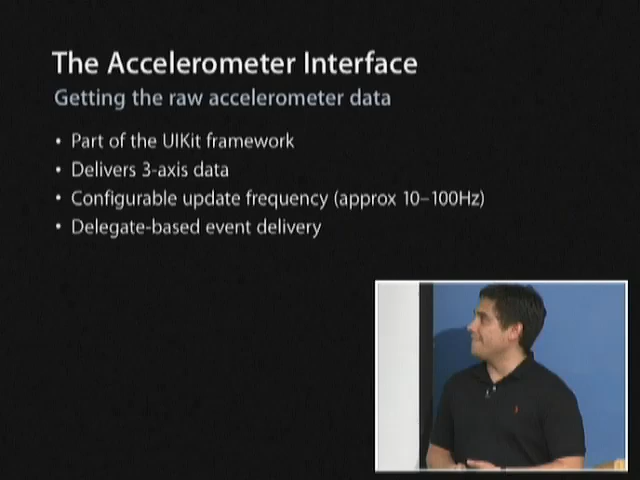 The Accelerometer Interface
Getting the raw accelerometer data
• Part of the UIKit framework
• Delivers 3-axis data
• Configurable update frequency (approx 10–100Hz)
• Delegate-based event delivery